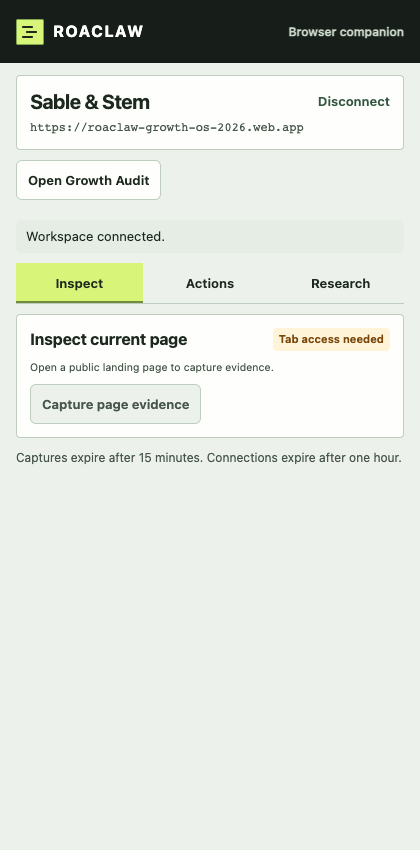 ROACLAW
Browser companion
Sable & Stem
Disconnect
https://roaclaw-growth-os-2026.web.app
Open Growth Audit
Workspace connected.
Inspect
Actions
Research
Inspect current page
Tab access needed
Open a public landing page to capture evidence.
Capture page evidence
Captures expire after 15 minutes. Connections expire after one hour.